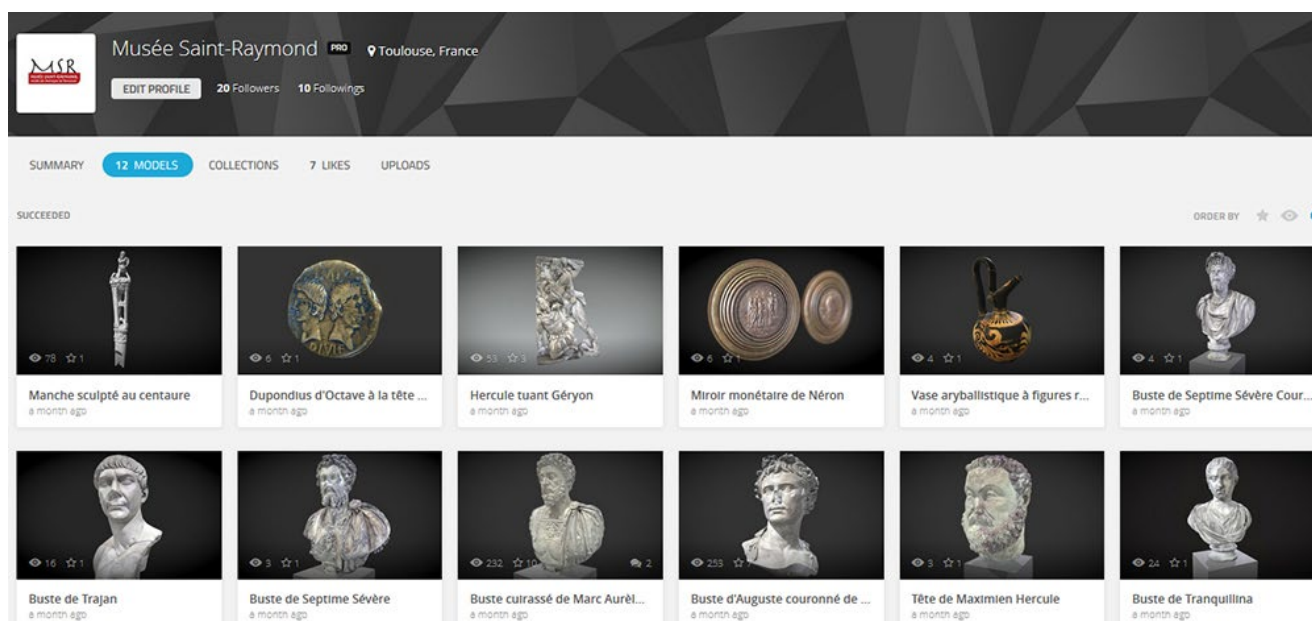 MSR
Musée Saint-Raymond PRO Toulouse, France
EDIT PROFILE 20 Followers 10 Followings
SUMMARY 12 MODELS COLLECTIONS 7 LIKES UPLOADS
SUCCEEDED ORDER BY
78 1 6 1 53 3 6 1 4 1 4 1
Manche sculpté au centaure Dupondius d'Octave à la tête ... Hercule tuant Géryon Miroir monétaire de Néron Vase aryballistique à figures r... Buste de Septime Sévère Cour...
a month ago a month ago a month ago a month ago a month ago a month ago
16 1 3 1 232 10 2 253 7 3 1 24 1
Buste de Trajan Buste de Septime Sévère Buste cuirassé de Marc Aurèl... Buste d'Auguste couronné de ... Tête de Maximien Hercule Buste de Tranquillina
a month ago a month ago a month ago a month ago a month ago a month ago